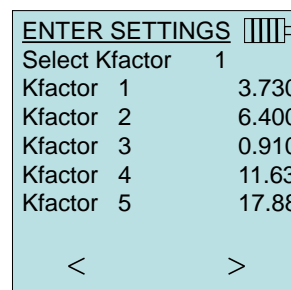 ENTER SETTINGS
Select Kfactor 1
Kfactor 1 3.730
Kfactor 2 6.400
Kfactor 3 0.910
Kfactor 4 11.63
Kfactor 5 17.88
< >